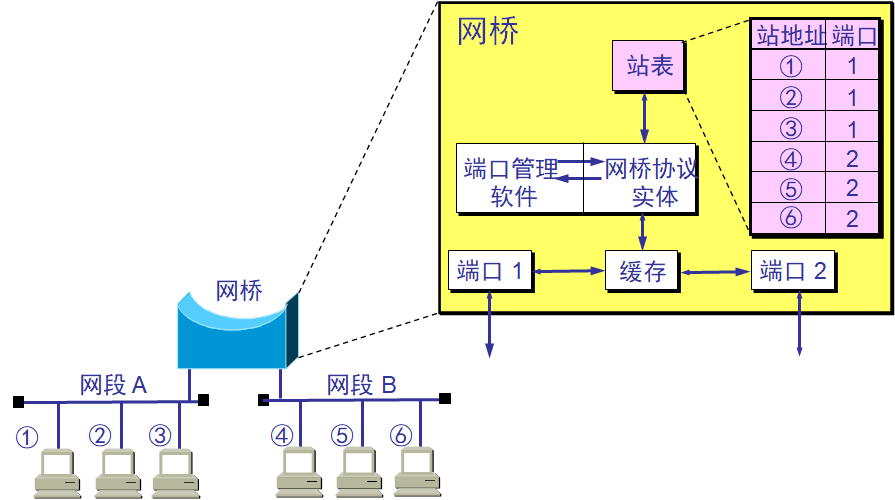 网桥
站表
站地址 端口
① 1
② 1
③ 1
④ 2
⑤ 2
⑥ 2
端口管理
软件
网桥协议
实体
端口 1
缓存
端口 2
网桥
网段 A
网段 B
①
②
③
④
⑤
⑥